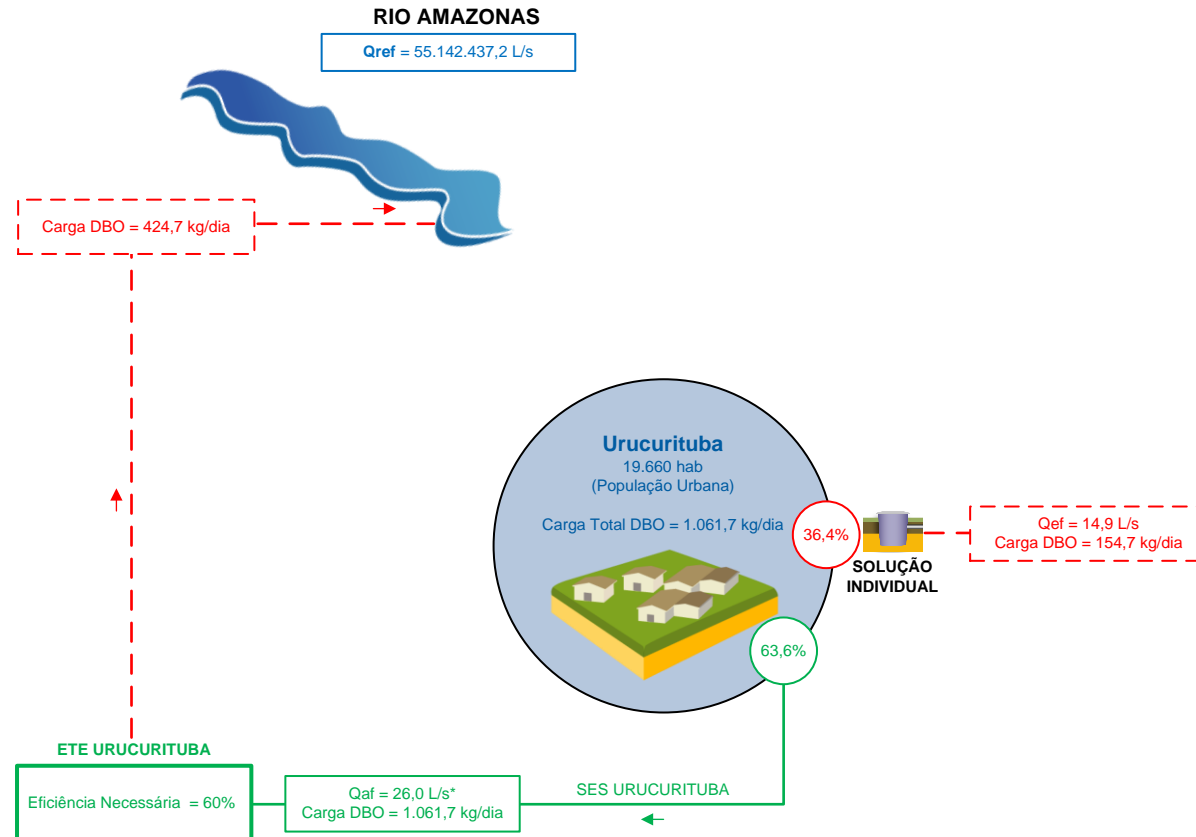 RIO AMAZONAS
Qref = 55.142.437,2 L/s
Carga DBO = 424,7 kg/dia
Urucurituba
19.660 hab
(População Urbana)
Carga Total DBO = 1.061,7 kg/dia
36,4%
SOLUÇÃO
INDIVIDUAL
Qef = 14,9 L/s
Carga DBO = 154,7 kg/dia
63,6%
ETE URUCURITUBA
Eficiência Necessária = 60%
Qaf = 26,0 L/s*
Carga DBO = 1.061,7 kg/dia
SES URUCURITUBA